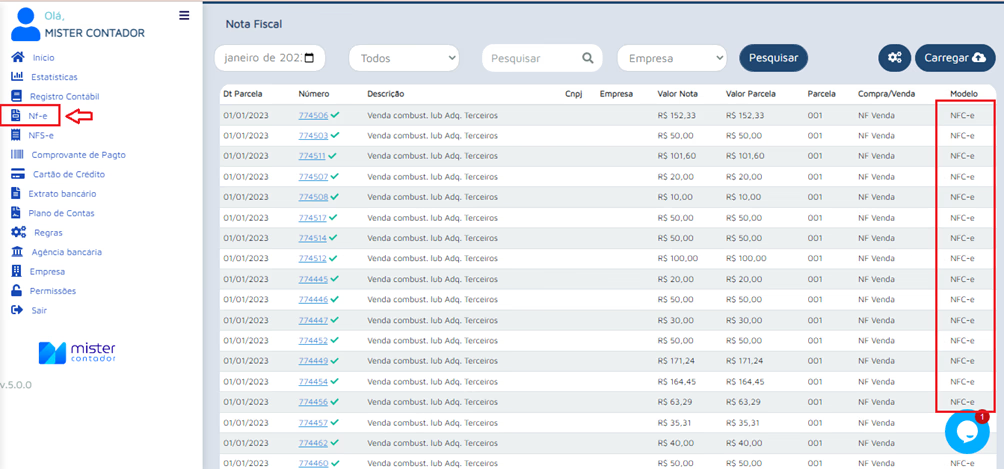 Olá,
MISTER CONTADOR
Início
Estatísticas
Registro Contábil
Nf-e
NFS-e
Comprovante de Pagto
Cartão de Crédito
Extrato bancário
Plano de Contas
Regras
Agência bancária
Empresa
Permissões
Sair
mister
contador
v.5.0.0
Nota Fiscal
janeiro de 202 Todos Pesquisar Empresa Pesquisar Carregar
Dt Parcela Número Descrição Cnpj Empresa Valor Nota Valor Parcela Parcela Compra/Venda Modelo
01/01/2023 774506 Venda combust. lub Adq. Terceiros R$ 152,33 R$ 152,33 001 NF Venda NFC-e
01/01/2023 774503 Venda combust. lub Adq. Terceiros R$ 50,00 R$ 50,00 001 NF Venda NFC-e
01/01/2023 774511 Venda combust. lub Adq. Terceiros R$ 101,60 R$ 101,60 001 NF Venda NFC-e
01/01/2023 774507 Venda combust. lub Adq. Terceiros R$ 20,00 R$ 20,00 001 NF Venda NFC-e
01/01/2023 774508 Venda combust. lub Adq. Terceiros R$ 10,00 R$ 10,00 001 NF Venda NFC-e
01/01/2023 774517 Venda combust. lub Adq. Terceiros R$ 50,00 R$ 50,00 001 NF Venda NFC-e
01/01/2023 774514 Venda combust. lub Adq. Terceiros R$ 50,00 R$ 50,00 001 NF Venda NFC-e
01/01/2023 774512 Venda combust. lub Adq. Terceiros R$ 100,00 R$ 100,00 001 NF Venda NFC-e
01/01/2023 774445 Venda combust. lub Adq. Terceiros R$ 20,00 R$ 20,00 001 NF Venda NFC-e
01/01/2023 774446 Venda combust. lub Adq. Terceiros R$ 50,00 R$ 50,00 001 NF Venda NFC-e
01/01/2023 774447 Venda combust. lub Adq. Terceiros R$ 30,00 R$ 30,00 001 NF Venda NFC-e
01/01/2023 774452 Venda combust. lub Adq. Terceiros R$ 50,00 R$ 50,00 001 NF Venda NFC-e
01/01/2023 774449 Venda combust. lub Adq. Terceiros R$ 171,24 R$ 171,24 001 NF Venda NFC-e
01/01/2023 774454 Venda combust. lub Adq. Terceiros R$ 164,45 R$ 164,45 001 NF Venda NFC-e
01/01/2023 774456 Venda combust. lub Adq. Terceiros R$ 63,29 R$ 63,29 001 NF Venda NFC-e
01/01/2023 774457 Venda combust. lub Adq. Terceiros R$ 35,31 R$ 35,31 001 NF Venda
01/01/2023 774462 Venda combust. lub Adq. Terceiros R$ 40,00 R$ 40,00 001 NF Venda
01/01/2023 774460 Venda combust. lub Adq. Terceiros R$ 50,00 R$ 50,00 001 NF Venda
1